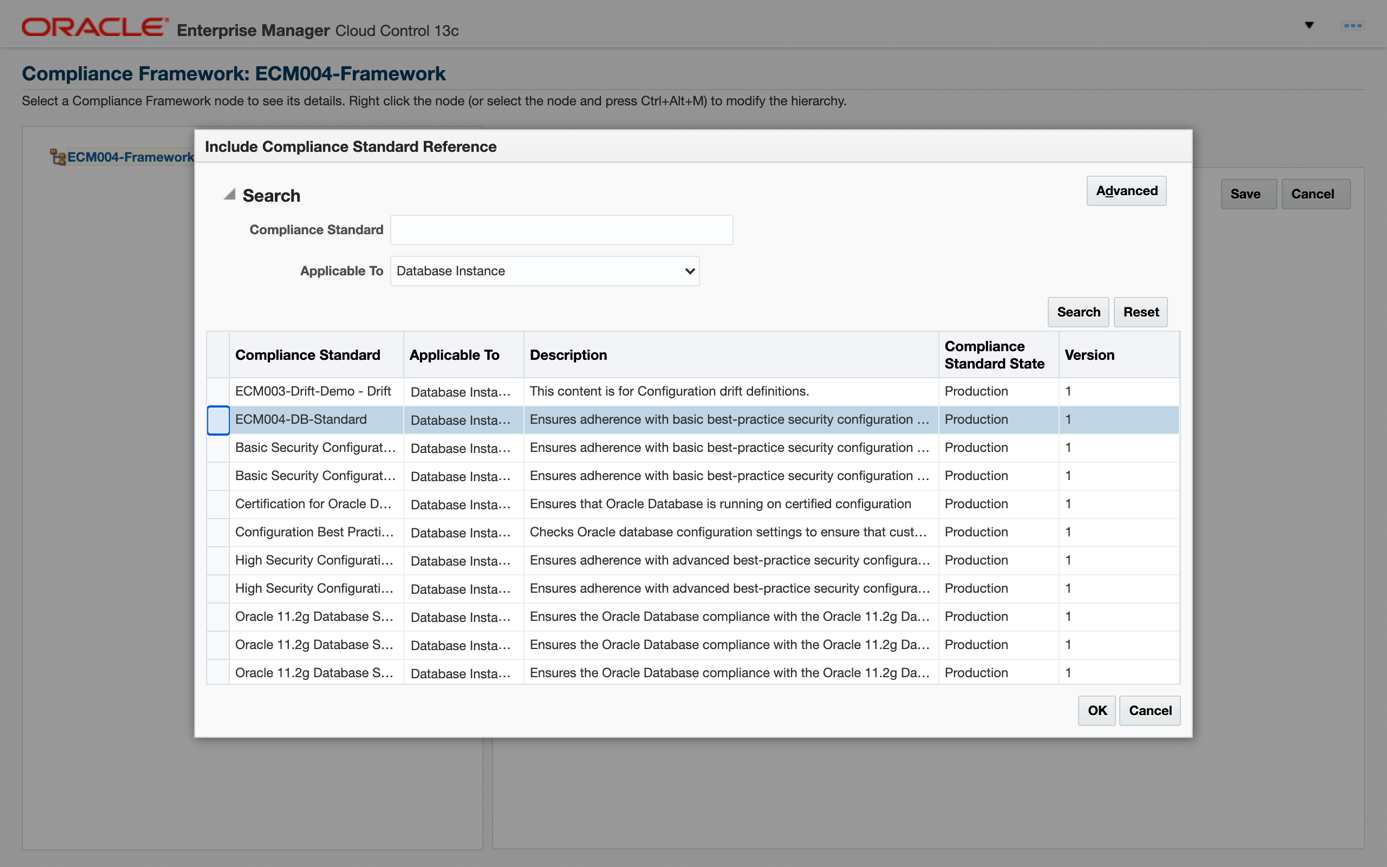 ORACLE Enterprise Manager Cloud Control 13c
Compliance Framework: ECM004-Framework
Select a Compliance Framework node to see its details. Right click the node (or select the node and press Ctrl+Alt+M) to modify the hierarchy.
ECM004-Framework
Save Cancel
Include Compliance Standard Reference
Search
Advanced
Compliance Standard
Applicable To Database Instance
Search Reset
Compliance Standard Applicable To Description Compliance Standard State Version
ECM003-Drift-Demo - Drift Database Insta… This content is for Configuration drift definitions. Production 1
ECM004-DB-Standard Database Insta… Ensures adherence with basic best-practice security configuration … Production 1
Basic Security Configurat… Database Insta… Ensures adherence with basic best-practice security configuration … Production 1
Basic Security Configurat… Database Insta… Ensures adherence with basic best-practice security configuration … Production 1
Certification for Oracle D… Database Insta… Ensures that Oracle Database is running on certified configuration Production 1
Configuration Best Practi… Database Insta… Checks Oracle database configuration settings to ensure that cust… Production 1
High Security Configurati… Database Insta… Ensures adherence with advanced best-practice security configura… Production 1
High Security Configurati… Database Insta… Ensures adherence with advanced best-practice security configura… Production 1
Oracle 11.2g Database S… Database Insta… Ensures the Oracle Database compliance with the Oracle 11.2g Da… Production 1
Oracle 11.2g Database S… Database Insta… Ensures the Oracle Database compliance with the Oracle 11.2g Da… Production 1
Oracle 11.2g Database S… Database Insta… Ensures the Oracle Database compliance with the Oracle 11.2g Da… Production 1
OK Cancel